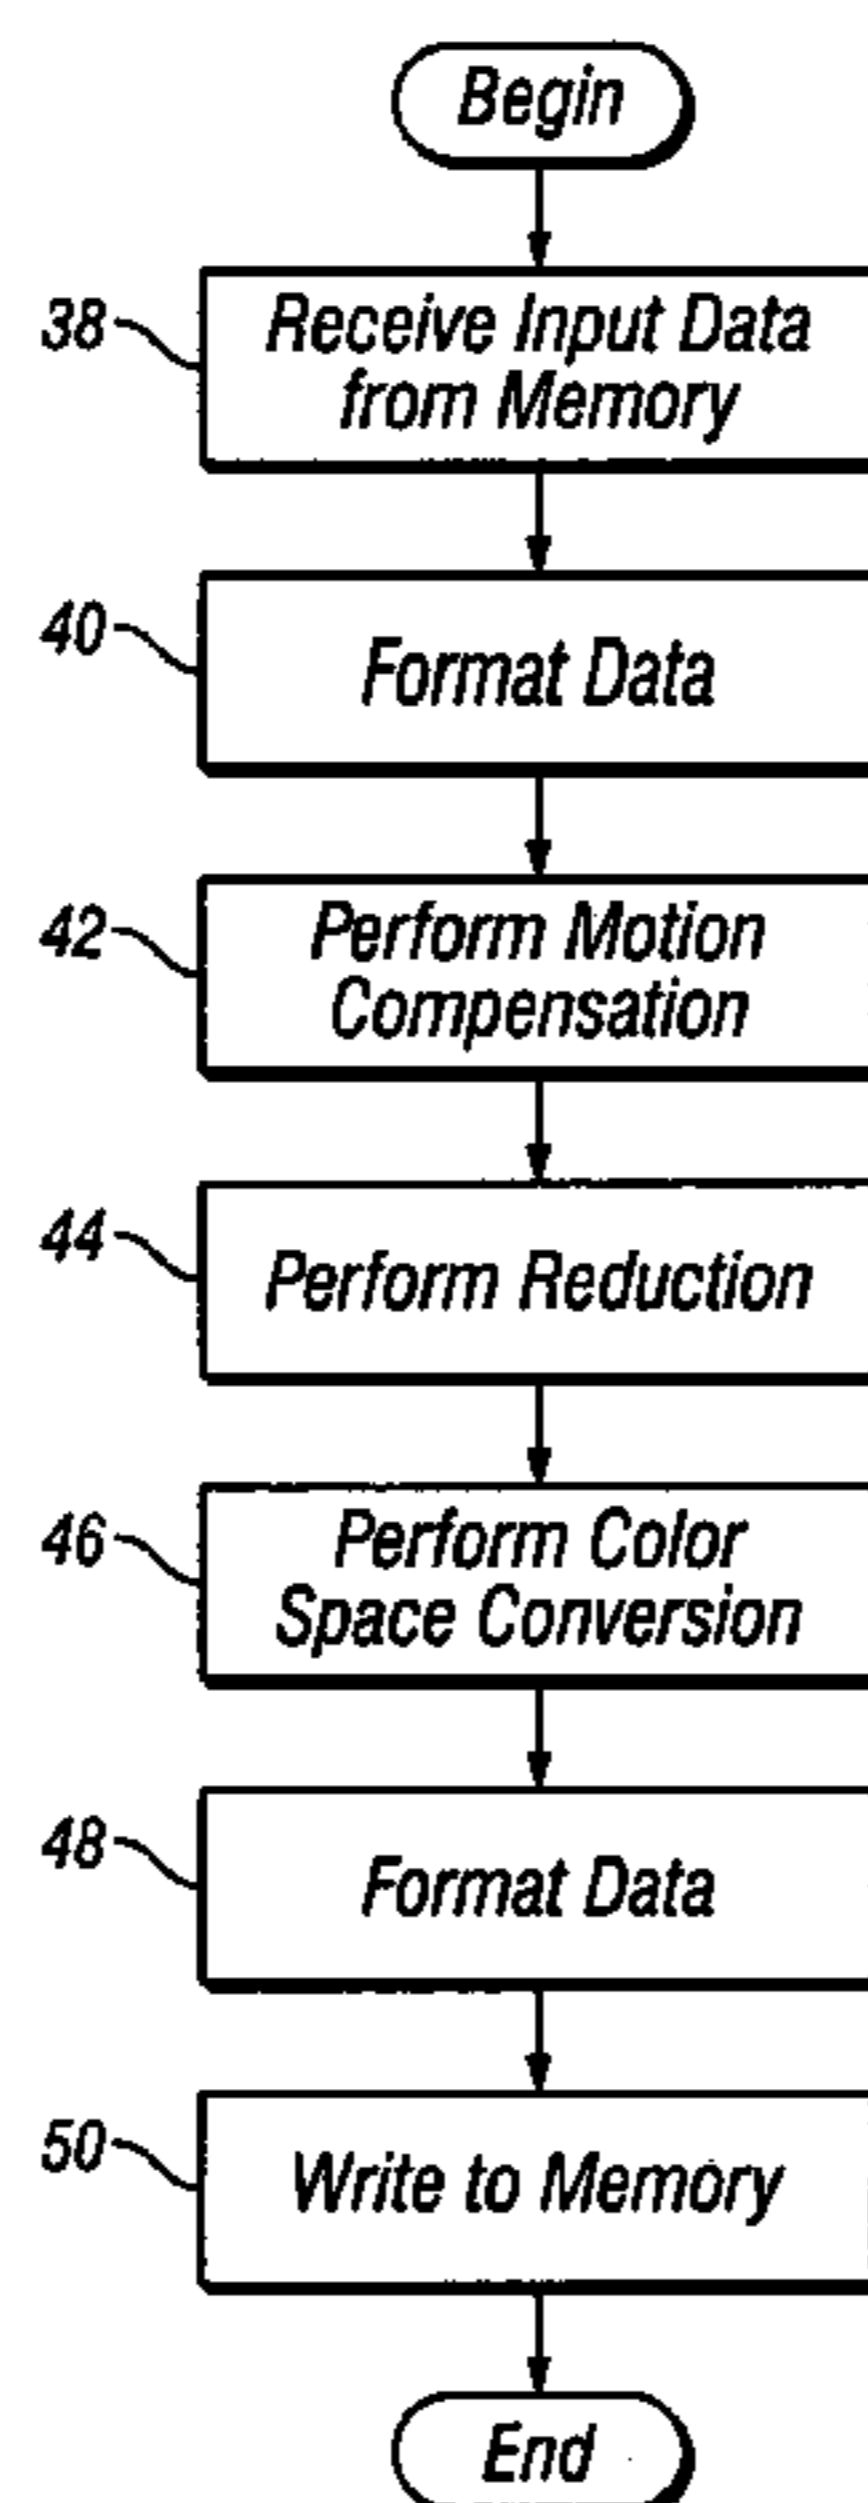 Begin
38
Receive Input Data
from Memory
40
Format Data
42
Perform Motion
Compensation
44
Perform Reduction
46
Perform Color
Space Conversion
48
Format Data
50
Write to Memory
End